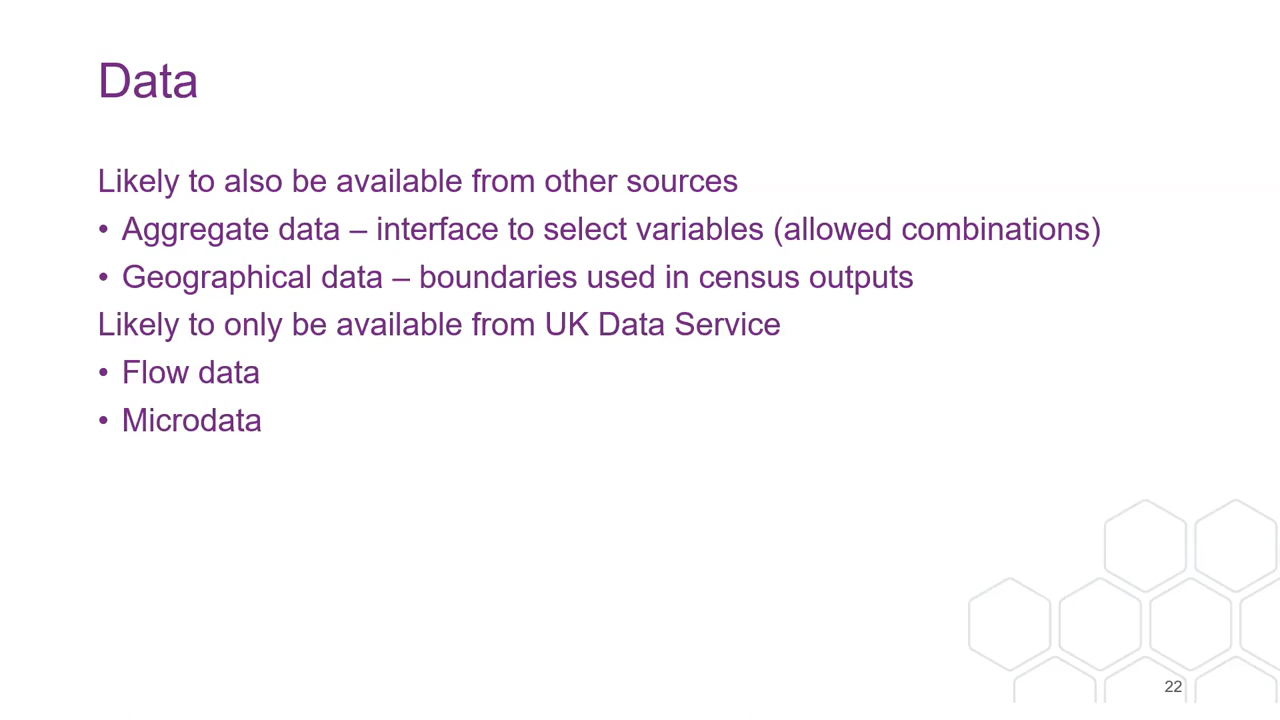 Data
Likely to also be available from other sources
• Aggregate data – interface to select variables (allowed combinations)
• Geographical data – boundaries used in census outputs
Likely to only be available from UK Data Service
• Flow data
• Microdata
22